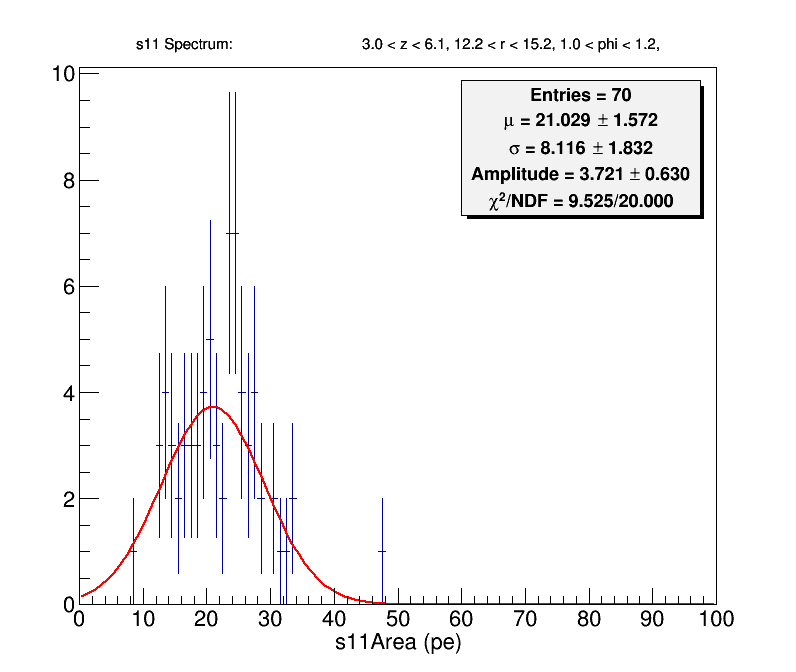 s11 Spectrum: 3.0 < z < 6.1, 12.2 < r < 15.2, 1.0 < phi < 1.2,
Entries = 70
μ = 21.029 ± 1.572
σ = 8.116 ± 1.832
Amplitude = 3.721 ± 0.630
χ²/NDF = 9.525/20.000
10
8
6
4
2
0
0 10 20 30 40 50 60 70 80 90 100
s11Area (pe)